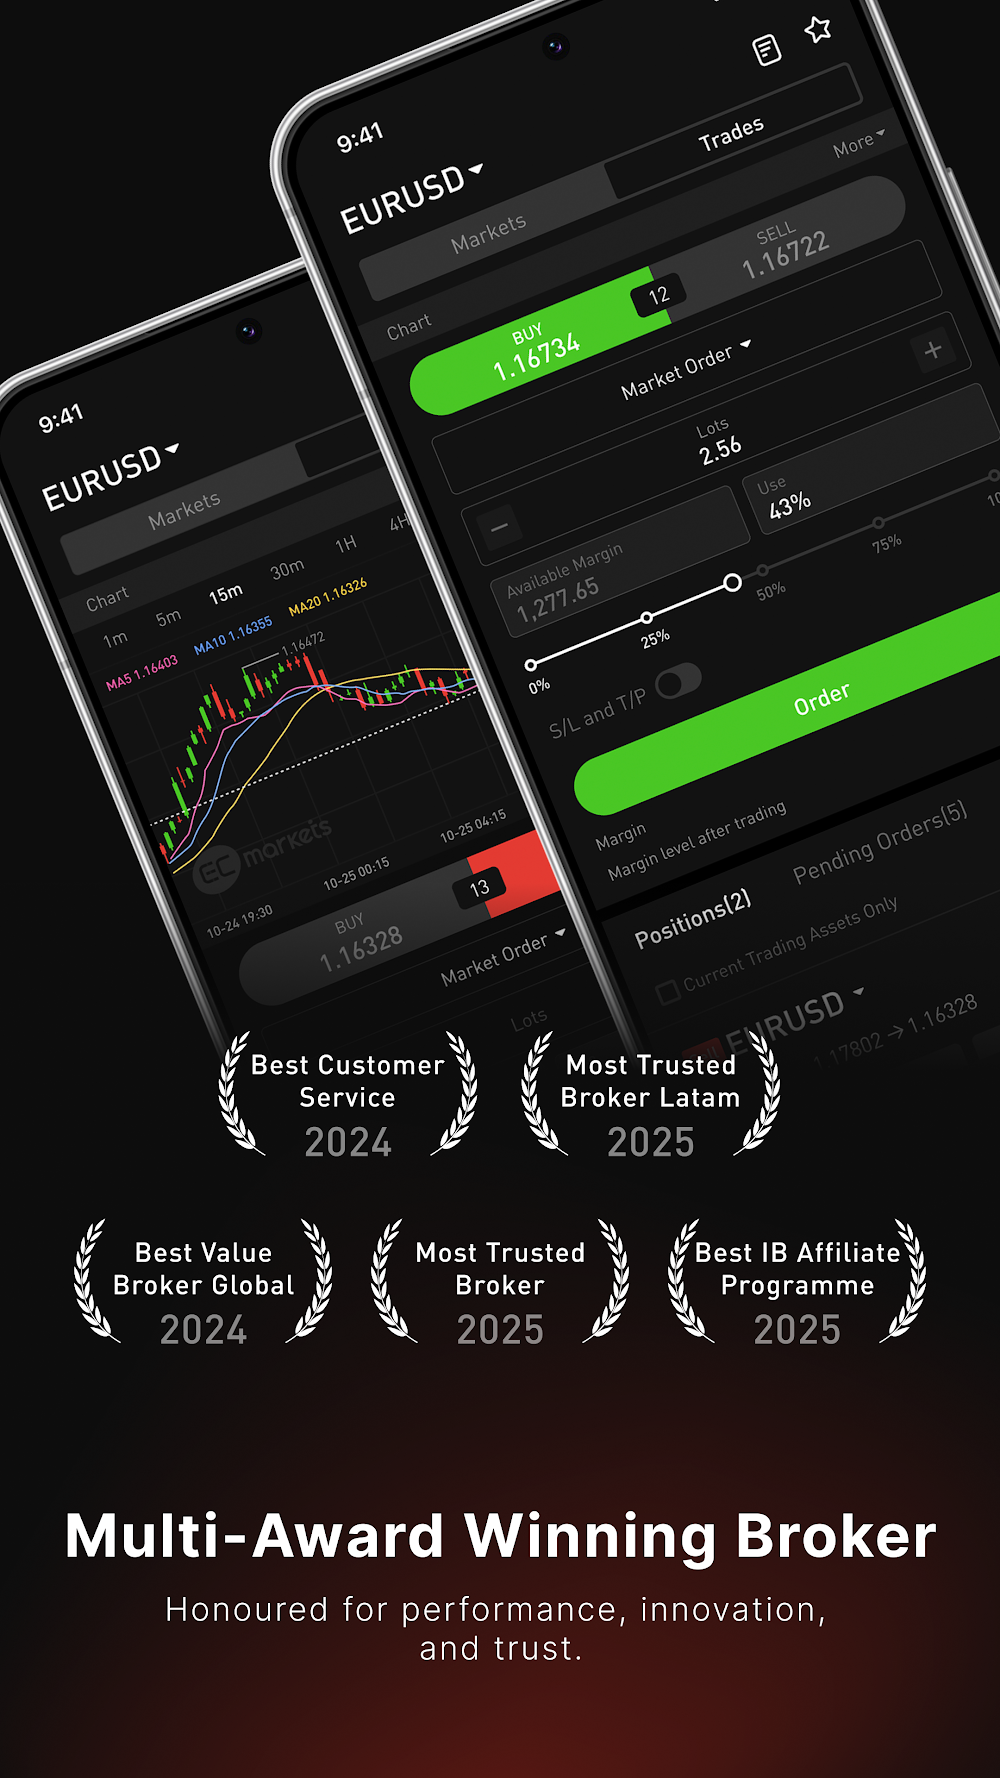 9:41
EURUSD
Markets
Trades
Chart
More
BUY
1.16734
12
SELL
1.16722
Market Order
Lots
2.56
Available Margin
1,277.65
Use
43%
0%
25%
50%
75%
S/L and T/P
Order
Margin
Margin level after trading
Positions(2)
Pending Orders(5)
Current Trading Assets Only
EURUSD
1.17802 → 1.16328
9:41
EURUSD
Markets
Chart
1m
5m
15m
30m
1H
4H
MA5 1.16403
MA10 1.16355
MA20 1.16326
1.16472
EC markets
10-24 19:30
10-25 00:15
10-25 04:15
BUY
1.16328
13
Market Order
Lots
Best Customer
Service
2024
Most Trusted
Broker Latam
2025
Best Value
Broker Global
2024
Most Trusted
Broker
2025
Best IB Affiliate
Programme
2025
Multi-Award Winning Broker
Honoured for performance, innovation,
and trust.